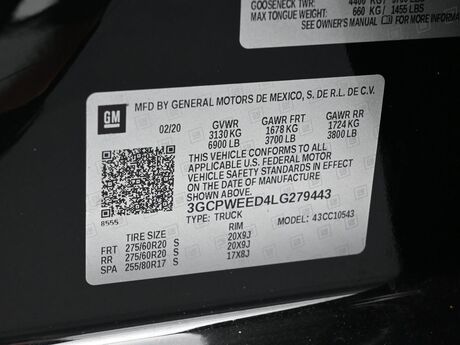 GOOSENECK TWR:
MAX TONGUE WEIGHT: 660 KG / 1455 LBS
SEE OWNER'S MANUAL
GM
MFD BY GENERAL MOTORS DE MEXICO, S. DE R.L. DE C.V.
02/20 GVWR GAWR FRT GAWR RR
3130 KG 1678 KG 1724 KG
6900 LB 3700 LB 3800 LB
THIS VEHICLE CONFORMS TO ALL
APPLICABLE U.S. FEDERAL MOTOR
VEHICLE SAFETY STANDARDS IN EFFECT
ON THE DATE OF MANUFACTURE SHOWN ABOVE.
3GCPWEED4LG279443
8555 TYPE: TRUCK MODEL: 43CC10543
TIRE SIZE RIM
FRT 275/60R20 S 20X9J
RR 275/60R20 S 20X9J
SPA 255/80R17 S 17X8J